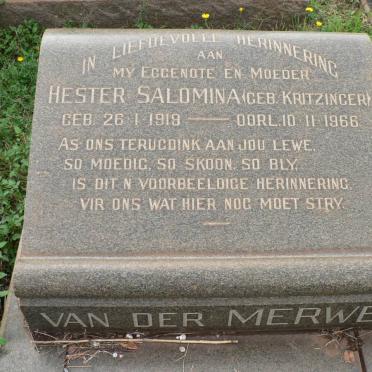 IN LIEFDEVOLLE HERINNERING
AAN
MY EGGENOTE EN MOEDER
HESTER SALOMINA (GEB. KRITZINGER)
GEB. 26·1·1919 — OORL. 10·11·1966
AS ONS TERUGDINK AAN JOU LEWE,
SO MOEDIG, SO SKOON, SO BLY,
IS DIT N VOORBEELDIGE HERINNERING
VIR ONS WAT HIER NOG MOET STRY.
VAN DER MERWE